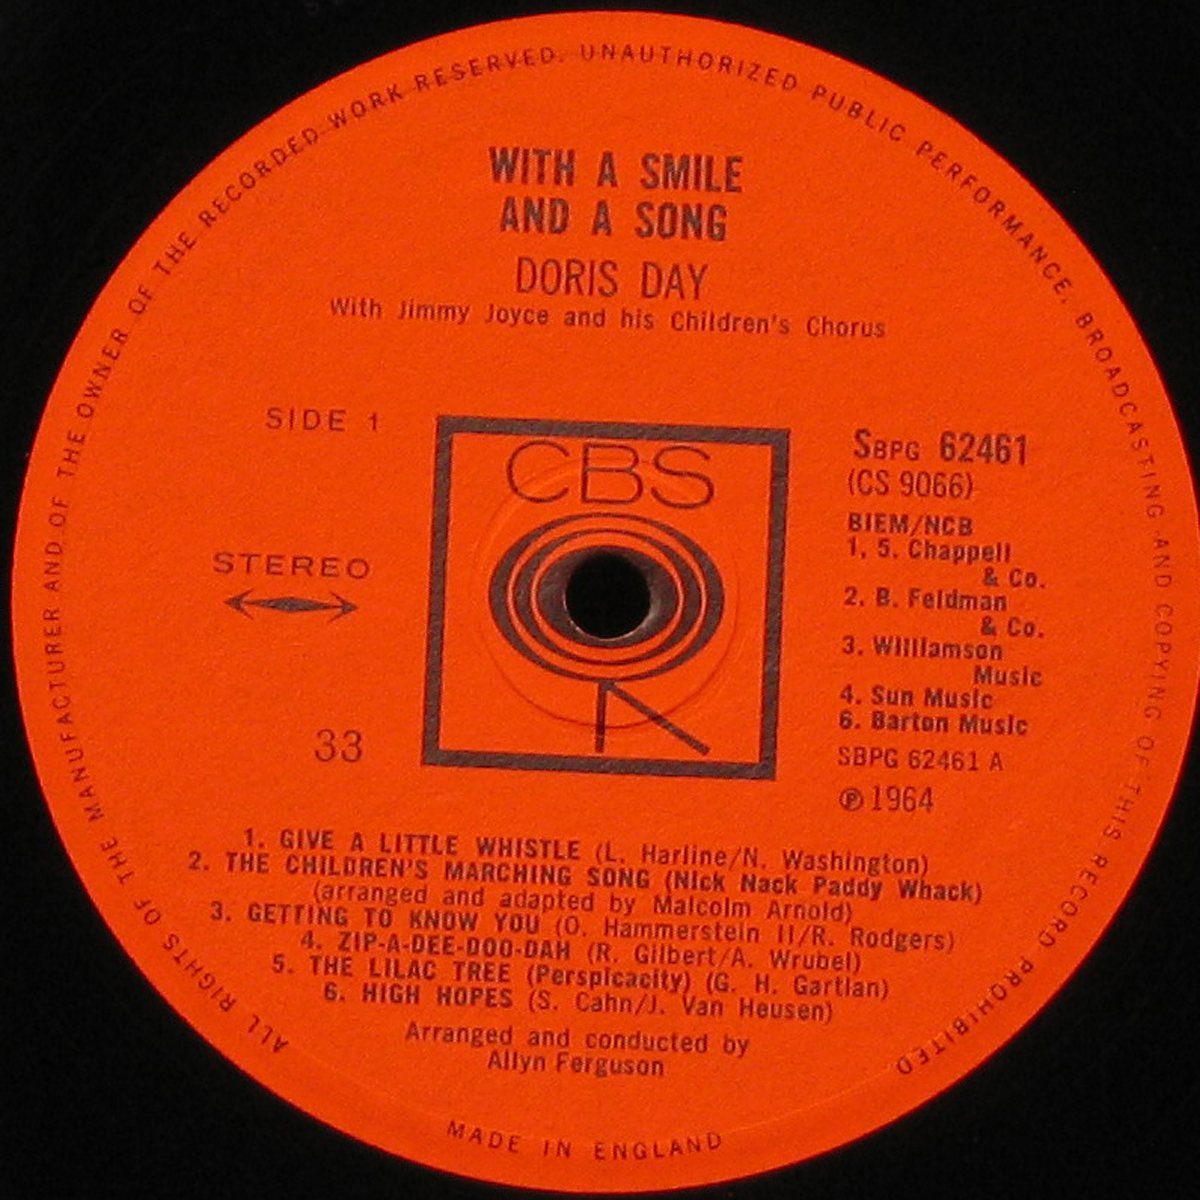 ALL RIGHTS OF THE MANUFACTURER AND OF THE OWNER OF THE RECORDED WORK RESERVED. UNAUTHORIZED PUBLIC PERFORMANCE, BROADCASTING AND COPYING OF THIS RECORD PROHIBITED
WITH A SMILE
AND A SONG
DORIS DAY
With Jimmy Joyce and his Children's Chorus
SIDE 1
STEREO
33
CBS
SBPG 62461
(CS 9066)
BIEM/NCB
1, 5. Chappell
& Co.
2. B. Feldman
& Co.
3. Williamson
Music
4. Sun Music
6. Barton Music
SBPG 62461 A
℗ 1964
1. GIVE A LITTLE WHISTLE (L. Harline/N. Washington)
2. THE CHILDREN'S MARCHING SONG (Nick Nack Paddy Whack)
(arranged and adapted by Malcolm Arnold)
3. GETTING TO KNOW YOU (O. Hammerstein II/R. Rodgers)
4. ZIP-A-DEE-DOO-DAH (R. Gilbert/A. Wrubel)
5. THE LILAC TREE (Perspicacity) (G. H. Gartlan)
6. HIGH HOPES (S. Cahn/J. Van Heusen)
Arranged and conducted by
Allyn Ferguson
MADE IN ENGLAND